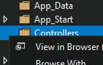 App_Data
App_Start
Controllers
View in Browser (
Browse With